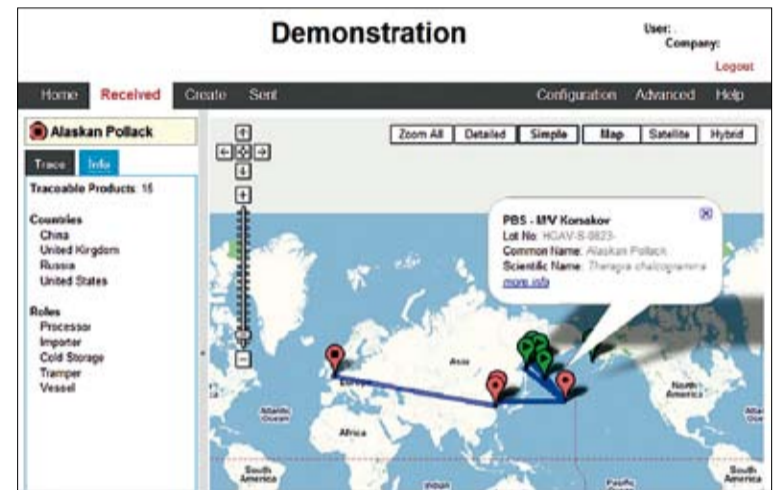 Demonstration
User:
Company:
Logout
Home Received Create Sent Configuration Advanced Help
Alaskan Pollack
Trace Info
Traceable Products: 15
Countries
China
United Kingdom
Russia
United States
Roles
Processor
Importer
Cold Storage
Tramper
Vessel
Zoom All Detailed Simple Map Satellite Hybrid
PBS - M/V Korsakov
Lot No: HGAV-S-0823-
Common Name: Alaskan Pollack
Scientific Name: Theragra chalcogramma
more info
Asia
Europe
North America
Atlantic Ocean
Africa
South America
Indian
Pacific
South America